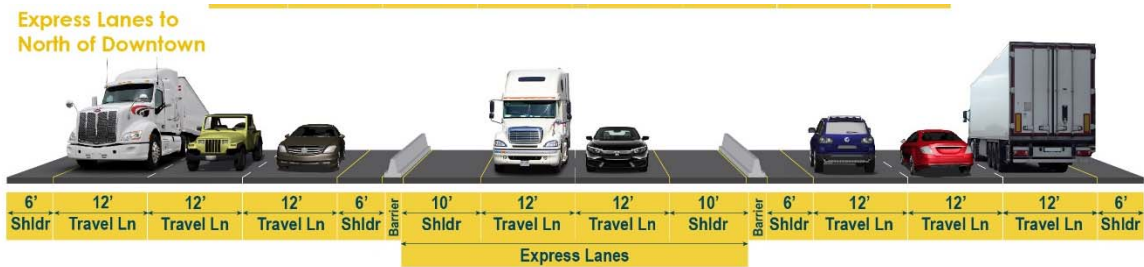 Express Lanes to
North of Downtown
6' 12' 12' 12' 6' Barrier 10' 12' 12' 10' Barrier 6' 12' 12' 12' 6'
Shldr Travel Ln Travel Ln Travel Ln Shldr Shldr Travel Ln Travel Ln Shldr Shldr Travel Ln Travel Ln Travel Ln Shldr
Express Lanes